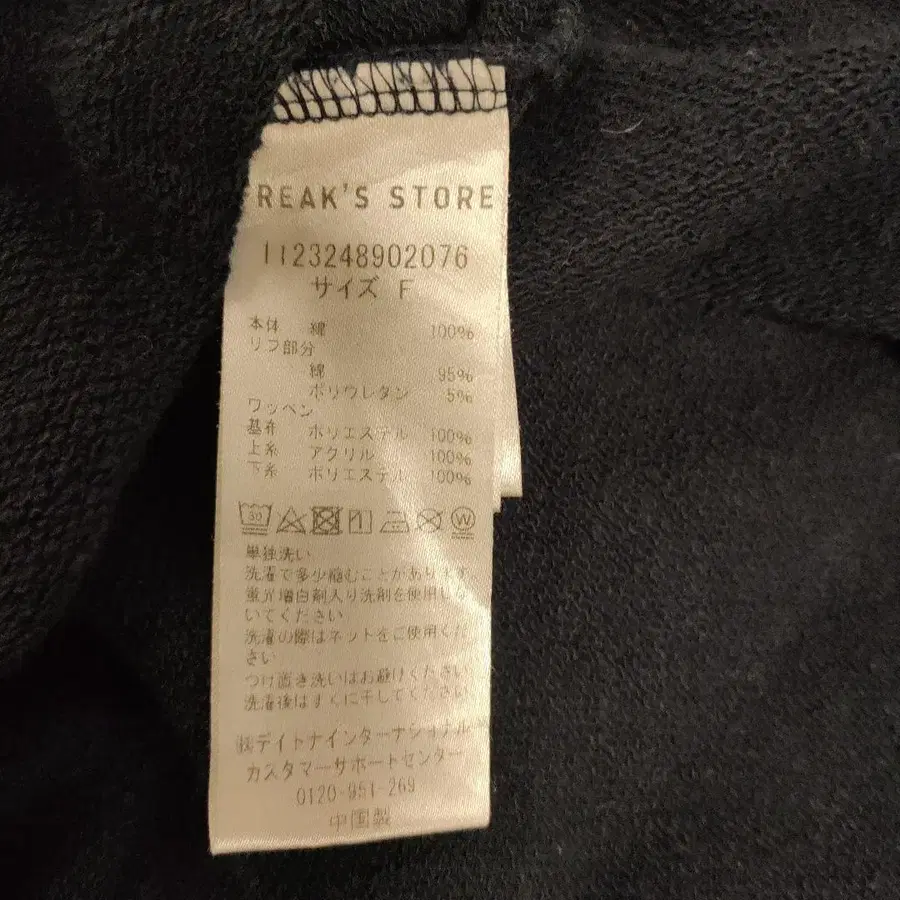 REAK'S STORE
1123248902076
サイズ F
本体 綿 100%
リブ部分
綿 95%
ポリウレタン 5%
ワッペン
基布 ポリエステル 100%
上糸 アクリル 100%
下糸 ポリエステル 100%
30 W
単独洗い
洗濯で多少縮むことがあります
蛍光増白剤入り洗剤を使用しな
いでください
洗濯の際はネットをご使用くだ
さい
つけ置き洗いはお避けください
洗濯後はすぐに干してください
㈱デイトナインターナショナル
カスタマーサポートセンター
0120-951-269
中国製